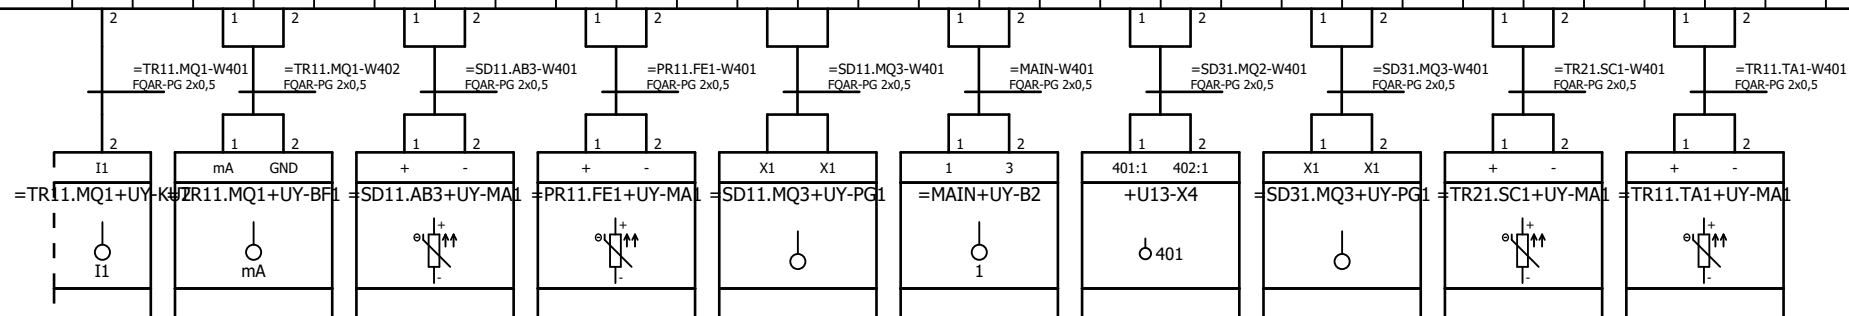 2 1 2 1 2 1 2 1 2 1 2 1 2 1 2 1 2
=TR11.MQ1-W401 =TR11.MQ1-W402 =SD11.AB3-W401 =PR11.FE1-W401 =SD11.MQ3-W401 =MAIN-W401 =SD31.MQ2-W401 =SD31.MQ3-W401 =TR21.SC1-W401 =TR11.TA1-W401
FQAR-PG 2x0,5 FQAR-PG 2x0,5 FQAR-PG 2x0,5 FQAR-PG 2x0,5 FQAR-PG 2x0,5 FQAR-PG 2x0,5 FQAR-PG 2x0,5 FQAR-PG 2x0,5 FQAR-PG 2x0,5 FQAR-PG 2x0,5
2 1 2 1 2 1 2 1 2 1 2 1 2 1 2 1 2
I1 mA GND + - + - X1 X1 1 3 401:1 402:1 X1 X1 + - + -
=TR11.MQ1+UY- =TR11.MQ1+UY-BF1 =SD11.AB3+UY-MA1 =PR11.FE1+UY-MA1 =SD11.MQ3+UY-PG1 =MAIN+UY-B2 +U13-X4 =SD31.MQ3+UY-PG1 =TR21.SC1+UY-MA1 =TR11.TA1+UY-MA1
+ + + +
Θ Θ Θ Θ
401
I1 mA - - 1 - -